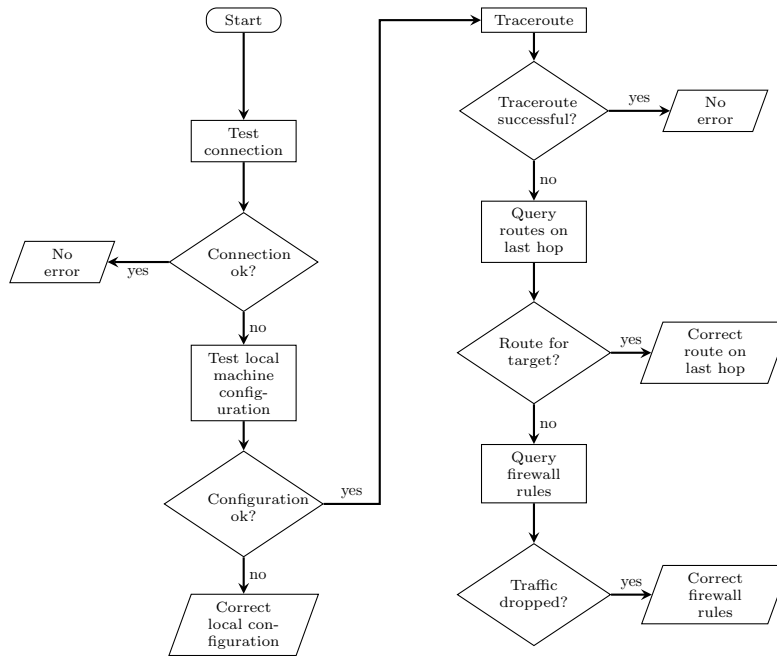 Start
Test
connection
Connection
ok?
yes
No
error
no
Test local
machine
config-
uration
Configuration
ok?
yes
no
Correct
local con-
figuration
Traceroute
Traceroute
successful?
yes
No
error
no
Query
routes on
last hop
Route for
target?
yes
Correct
route on
last hop
no
Query
firewall
rules
Traffic
dropped?
yes
Correct
firewall
rules